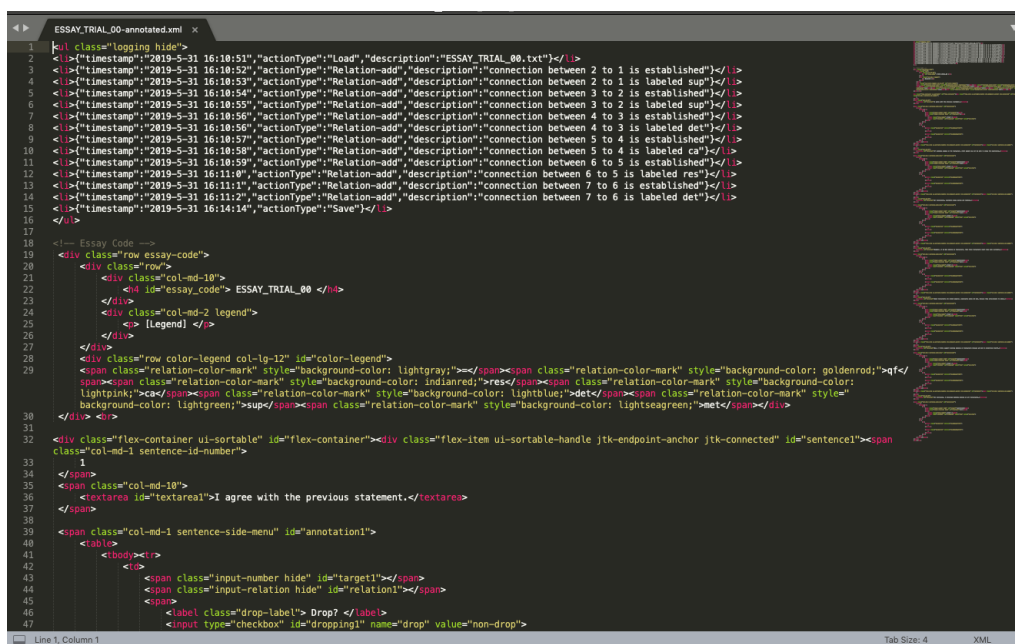 ESSAY_TRIAL_00-annotated.xml ×
1 <ul class="logging hide">
2 <li>{"timestamp":"2019-5-31 16:10:51","actionType":"Load","description":"ESSAY_TRIAL_00.txt"}</li>
3 <li>{"timestamp":"2019-5-31 16:10:52","actionType":"Relation-add","description":"connection between 2 to 1 is established"}</li>
4 <li>{"timestamp":"2019-5-31 16:10:53","actionType":"Relation-add","description":"connection between 2 to 1 is labeled sup"}</li>
5 <li>{"timestamp":"2019-5-31 16:10:54","actionType":"Relation-add","description":"connection between 3 to 2 is established"}</li>
6 <li>{"timestamp":"2019-5-31 16:10:55","actionType":"Relation-add","description":"connection between 3 to 2 is labeled sup"}</li>
7 <li>{"timestamp":"2019-5-31 16:10:56","actionType":"Relation-add","description":"connection between 4 to 3 is established"}</li>
8 <li>{"timestamp":"2019-5-31 16:10:56","actionType":"Relation-add","description":"connection between 4 to 3 is labeled det"}</li>
9 <li>{"timestamp":"2019-5-31 16:10:57","actionType":"Relation-add","description":"connection between 5 to 4 is established"}</li>
10 <li>{"timestamp":"2019-5-31 16:10:58","actionType":"Relation-add","description":"connection between 5 to 4 is labeled ca"}</li>
11 <li>{"timestamp":"2019-5-31 16:10:59","actionType":"Relation-add","description":"connection between 6 to 5 is established"}</li>
12 <li>{"timestamp":"2019-5-31 16:11:0","actionType":"Relation-add","description":"connection between 6 to 5 is labeled res"}</li>
13 <li>{"timestamp":"2019-5-31 16:11:1","actionType":"Relation-add","description":"connection between 7 to 6 is established"}</li>
14 <li>{"timestamp":"2019-5-31 16:11:2","actionType":"Relation-add","description":"connection between 7 to 6 is labeled det"}</li>
15 <li>{"timestamp":"2019-5-31 16:14:14","actionType":"Save"}</li>
16 </ul>
17
18 <!-- Essay Code -->
19 <div class="row essay-code">
20 <div class="row">
21 <div class="col-md-10">
22 <h4 id="essay_code"> ESSAY_TRIAL_00 </h4>
23 </div>
24 <div class="col-md-2 legend">
25 <p> [Legend] </p>
26 </div>
27 </div>
28 <div class="row color-legend col-lg-12" id="color-legend">
29 <span class="relation-color-mark" style="background-color: lightgray;">=</span><span class="relation-color-mark" style="background-color: goldenrod;">qf</
span><span class="relation-color-mark" style="background-color: indianred;">res</span><span class="relation-color-mark" style="background-color:
lightpink;">ca</span><span class="relation-color-mark" style="background-color: lightblue;">det</span><span class="relation-color-mark" style="
background-color: lightgreen;">sup</span><span class="relation-color-mark" style="background-color: lightseagreen;">met</span></div>
30 </div> <br>
31
32 <div class="flex-container ui-sortable" id="flex-container"><div class="flex-item ui-sortable-handle jtk-endpoint-anchor jtk-connected" id="sentence1"><span
class="col-md-1 sentence-id-number">
33 1
34 </span>
35 <span class="col-md-10">
36 <textarea id="textarea1">I agree with the previous statement.</textarea>
37 </span>
38
39 <span class="col-md-1 sentence-side-menu" id="annotation1">
40 <table>
41 <tbody><tr>
42 <td>
43 <span class="input-number hide" id="target1"></span>
44 <span class="input-relation hide" id="relation1"></span>
45 <span>
46 <label class="drop-label"> Drop? </label>
47 <input type="checkbox" id="dropping1" name="drop" value="non-drop">
Line 1, Column 1
Tab Size: 4
XML